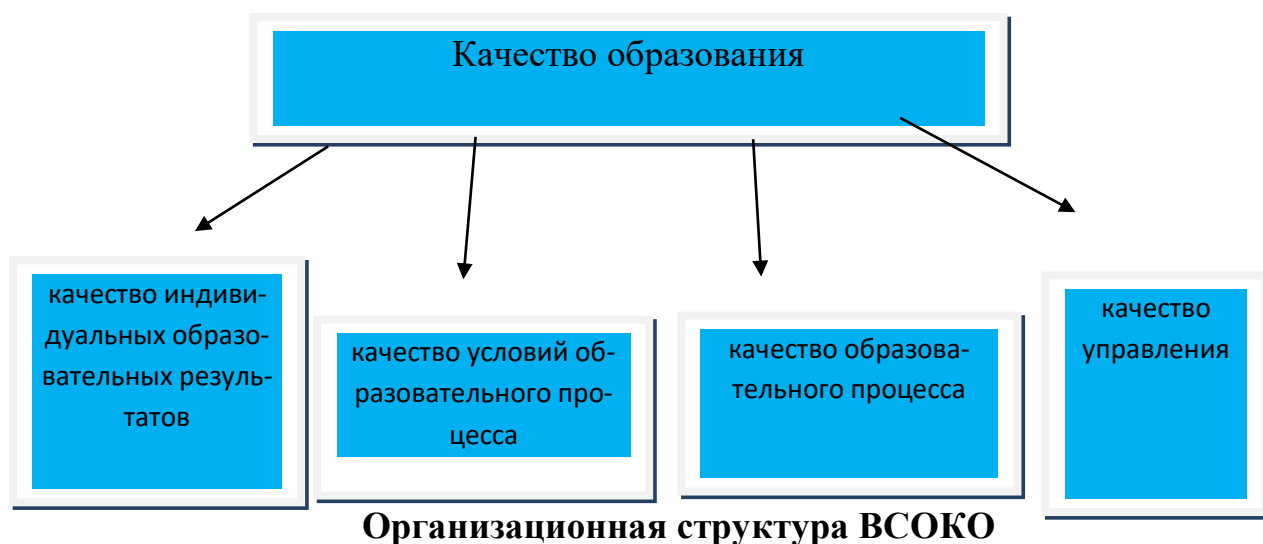 Качество образования
качество индиви-
дуальных образо-
вательных резуль-
татов
качество условий об-
разовательного про-
цесса
качество образова-
тельного процесса
качество
управления
Организационная структура ВСОКО